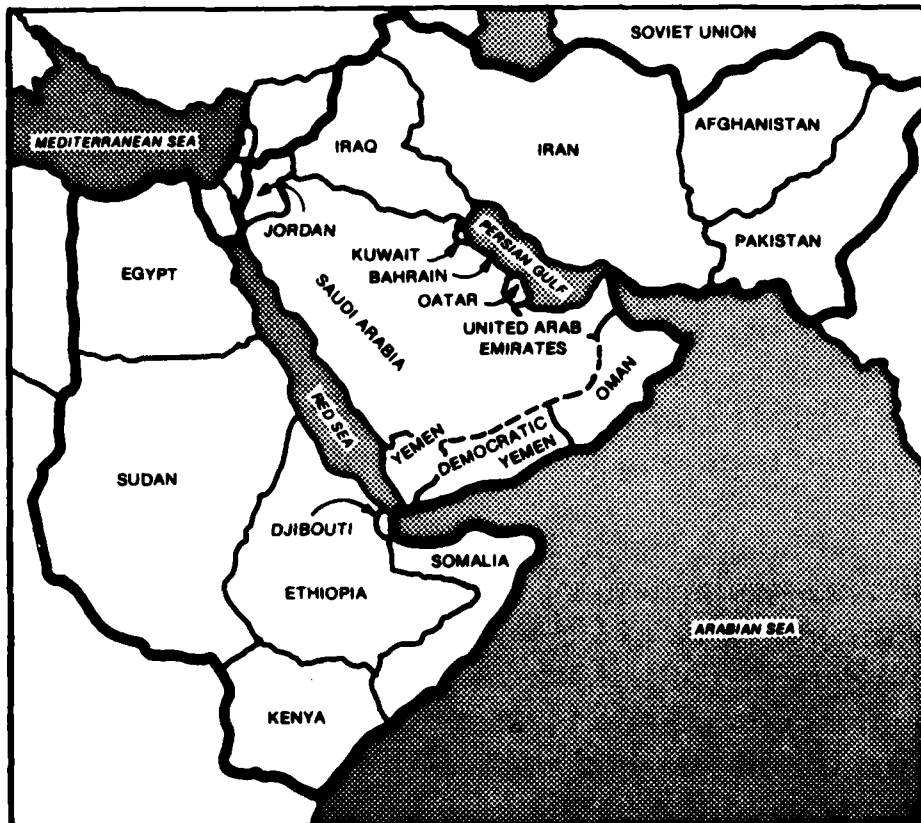 SOVIET UNION
AFGHANISTAN
MEDITERRANEAN SEA
IRAQ
IRAN
JORDAN
PAKISTAN
KUWAIT
PERSIAN GULF
BAHRAIN
EGYPT
QATAR
SAUDI ARABIA
UNITED ARAB
EMIRATES
OMAN
RED SEA
YEMEN
DEMOCRATIC
YEMEN
SUDAN
DJIBOUTI
SOMALIA
ETHIOPIA
ARABIAN SEA
KENYA